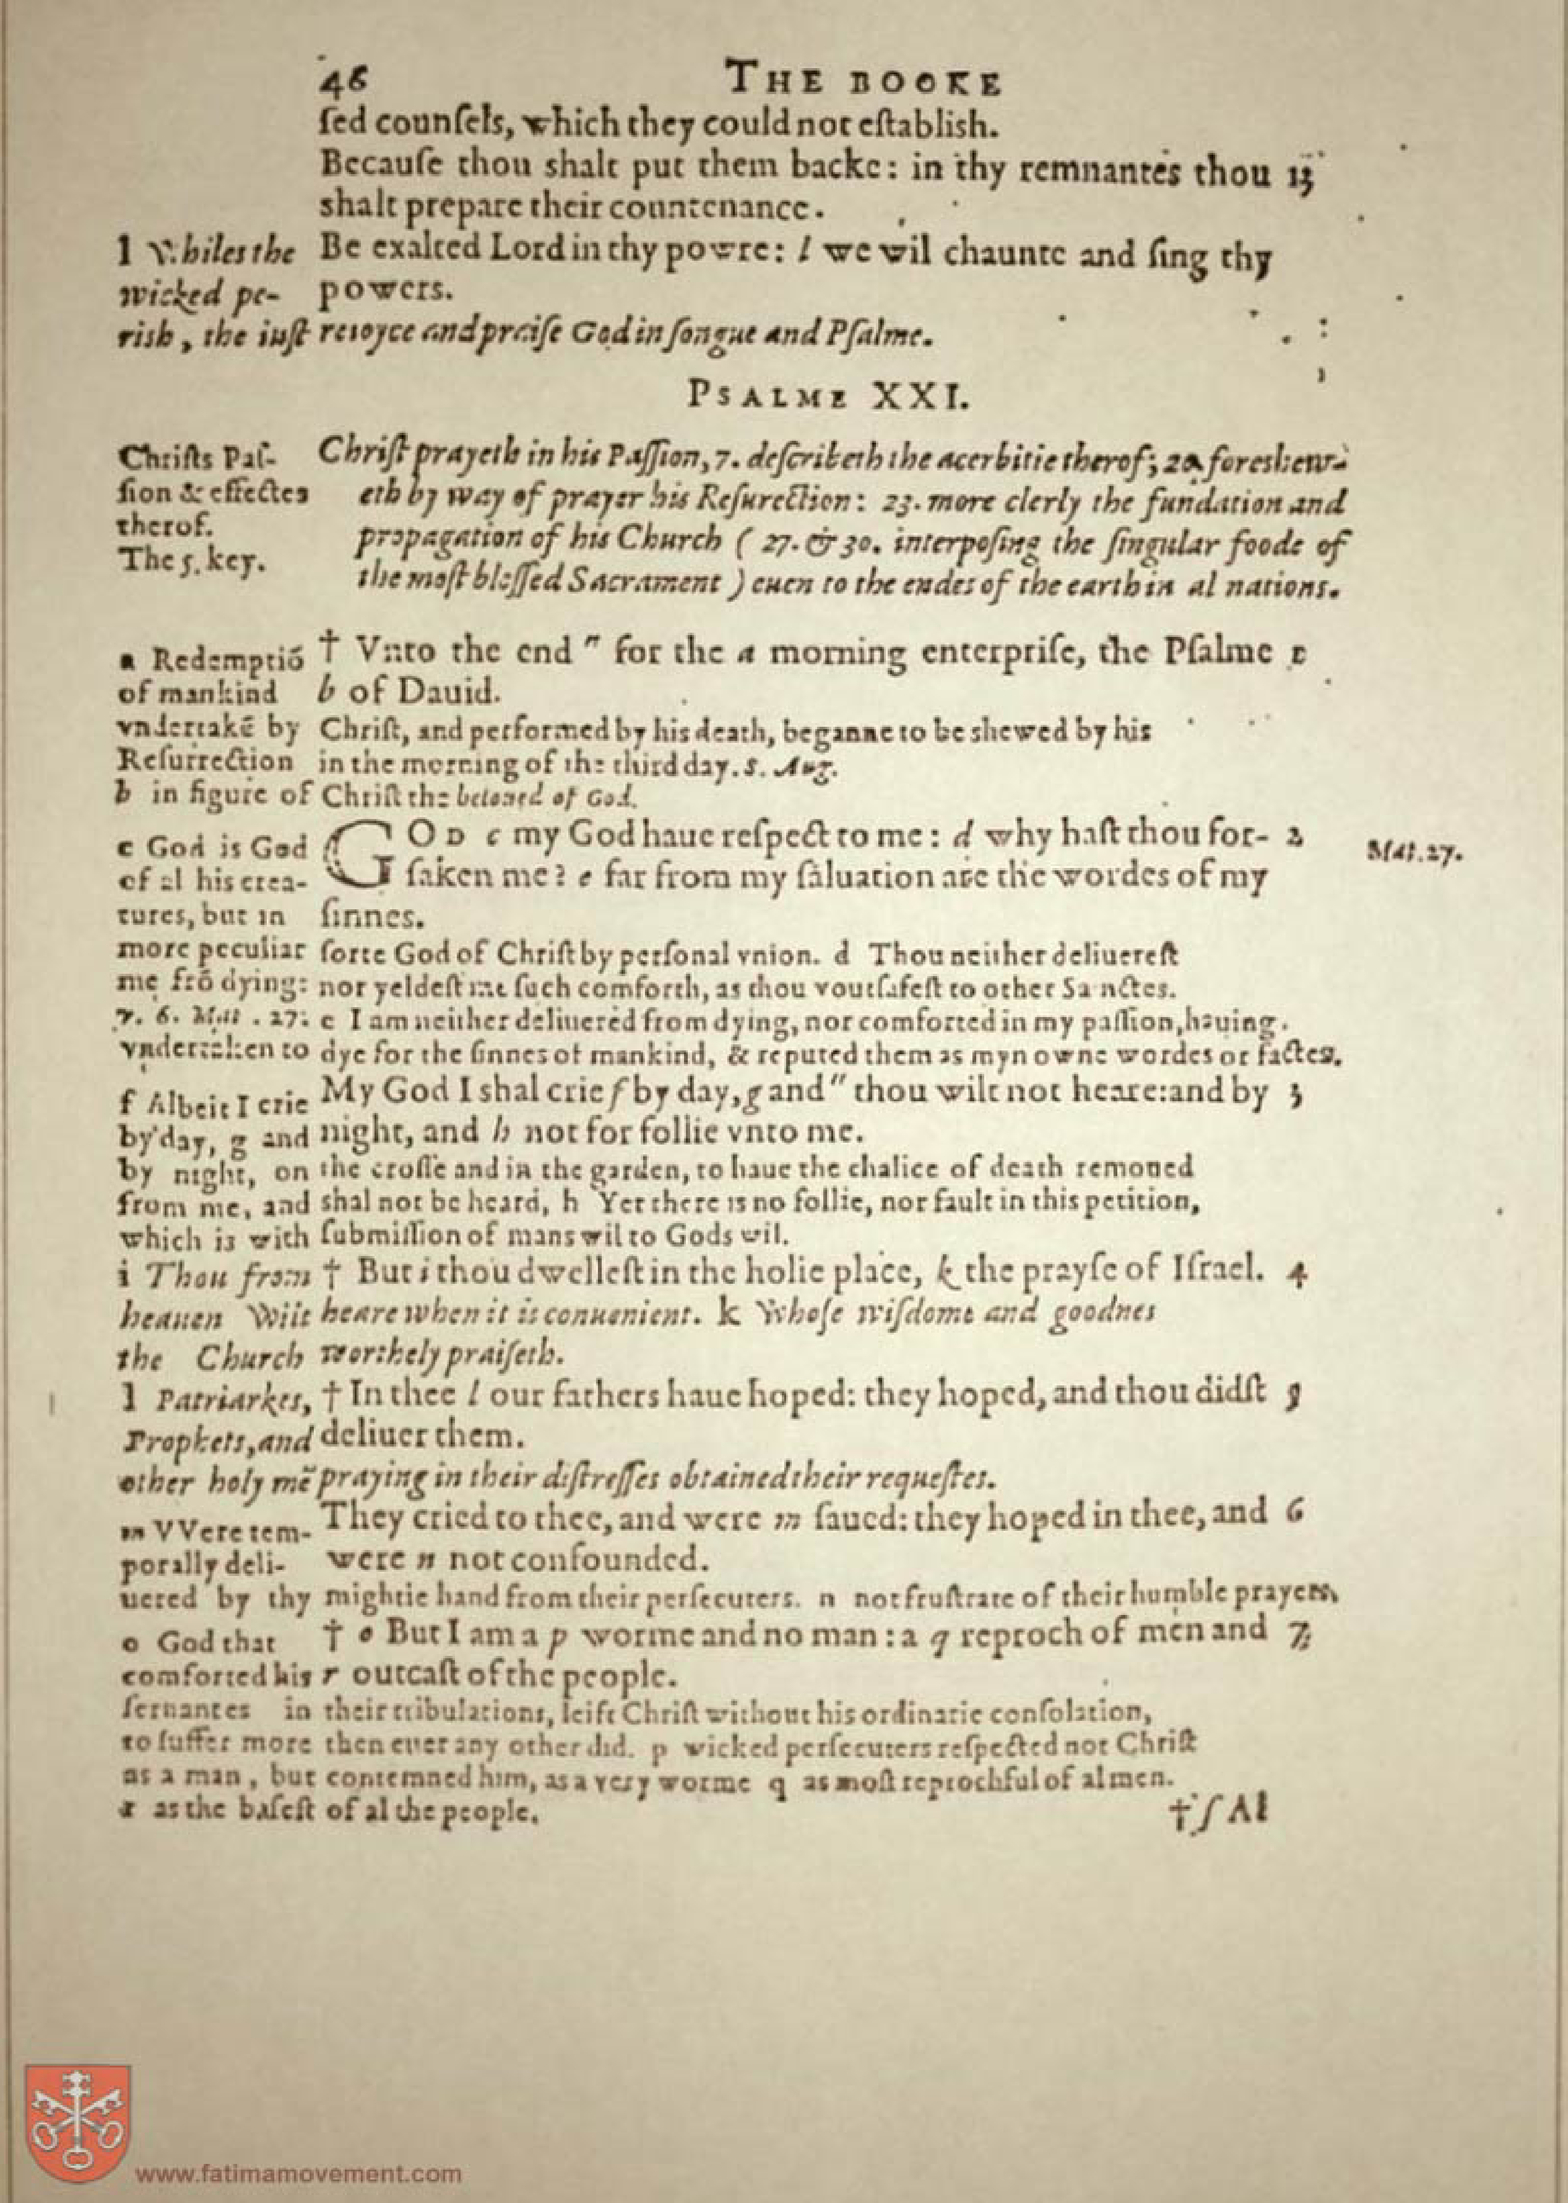 46 THE BOOKE
ſed counſels, which they could not eſtablish.
Becauſe thou shalt put them backe: in thy remnantes thou 13
shalt prepare their countenance.
l VVhiles the Be exalted Lord in thy powre: l we wil chaunte and ſing thy
wicked pe- powers.
rish, the iuſt reioyce and praiſe God in ſongue and Pſalme.
PSALME XXI.
Chriſts Paſ-
ſion & effectes
therof.
The 5. key.
Chriſt prayeth in his Paſſion, 7. deſcribeth the acerbitie therof; 20. foreshew-
eth by way of prayer his Reſurection: 23. more clerly the fundation and
propagation of his Church ( 27. & 30. interpoſing the ſingular foode of
the moſt bleſſed Sacrament ) euen to the endes of the earth in al nations.
a Redemptiō † Vnto the end " for the a morning enterpriſe, the Pſalme
of mankind b of Dauid.
vndertakē by Chriſt, and performed by his death, beganne to be shewed by his
Reſurrection in the morning of the third day. S. Aug.
b in figure of Chriſt the beloued of God.
c God is God GOD c my God haue reſpect to me: d why haſt thou for- 2 Mat.27.
of al his crea- ſaken me? e far from my ſaluation are the wordes of my
tures, but in ſinnes.
more peculiar ſorte God of Chriſt by perſonal vnion. d Thou neither deliuereſt
me frō dying: nor yeldeſt me ſuch comforth, as thou voutſafeſt to other Sanctes.
v. 6. Mat. 27: e I am neither deliuered from dying, nor comforted in my paſſion, hauing
vndertaken to dye for the ſinnes of mankind, & reputed them as myn owne wordes or factes.
f Albeit I crie My God I shal crie f by day, g and " thou wilt not heare: and by 3
by day, g and night, and h not for follie vnto me.
by night, on the croſſe and in the garden, to haue the chalice of death remoued
from me, and shal not be heard, h Yet there is no follie, nor fault in this petition,
which is with ſubmiſſion of mans wil to Gods wil.
i Thou from † But i thou dwelleſt in the holie place, k the prayſe of Iſrael. 4
heauen wilt heare when it is conuenient. k Whoſe wiſdome and goodnes
the Church worthely praiſeth.
l Patriarkes, † In thee l our fathers haue hoped: they hoped, and thou didſt 5
Prophets, and deliuer them.
other holy mē praying in their diſtreſſes obtained their requeſtes.
m VVere tem- They cried to thee, and were m ſaued: they hoped in thee, and 6
porally deli- were n not confounded.
uered by thy mightie hand from their perſecuters. n not fruſtrate of their humble prayers.
o God that † o But I am a p worme and no man: a q reproch of men and 7
comforted his r outcaſt of the people.
ſeruantes in their tribulations, leift Chriſt without his ordinarie conſolation,
to ſuffer more then euer any other did. p wicked perſecuters reſpected not Chriſt
as a man, but contemned him, as a very worme q as moſt reprochful of al men.
r as the baſeſt of al the people.
† ſ Al
www.fatimamovement.com